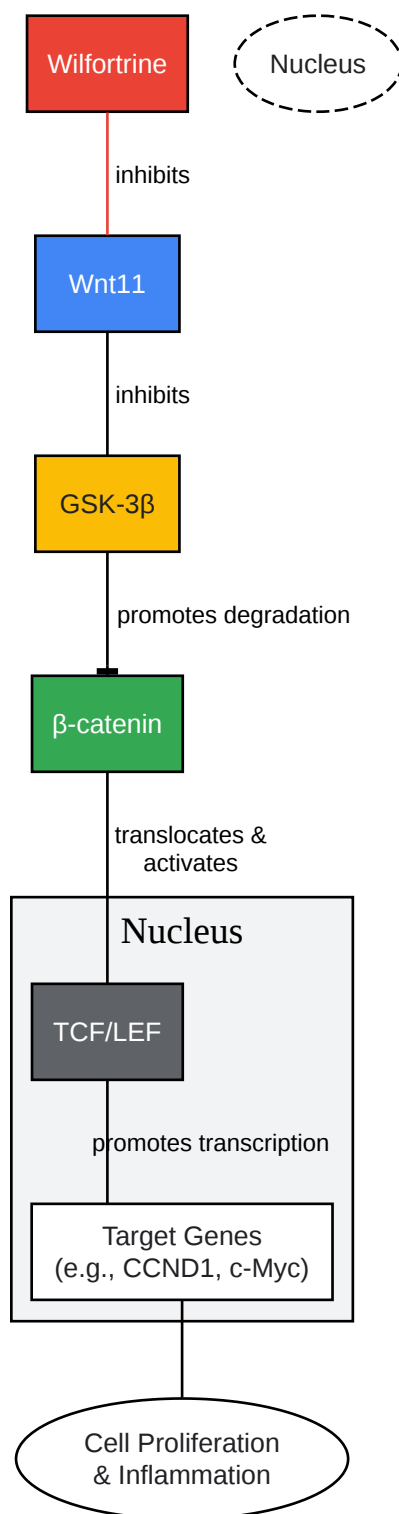 Wilfortrine
Nucleus
inhibits
Wnt11
inhibits
GSK-3β
promotes degradation
β-catenin
translocates &
activates
Nucleus
TCF/LEF
promotes transcription
Target Genes
(e.g., CCND1, c-Myc)
Cell Proliferation
& Inflammation